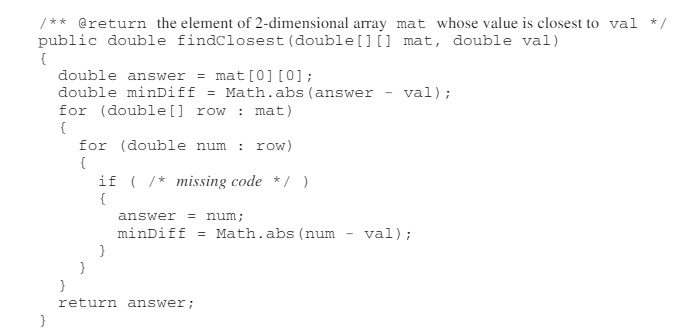 /** @return the element of 2-dimensional array mat whose value is closest to val */
public double findClosest(double[][] mat, double val)
{
  double answer = mat[0][0];
  double minDiff = Math.abs(answer - val);
  for (double[] row : mat)
  {
    for (double num : row)
    {
      if ( /* missing code */ )
      {
        answer = num;
        minDiff = Math.abs(num - val);
      }
    }
  }
  return answer;
}